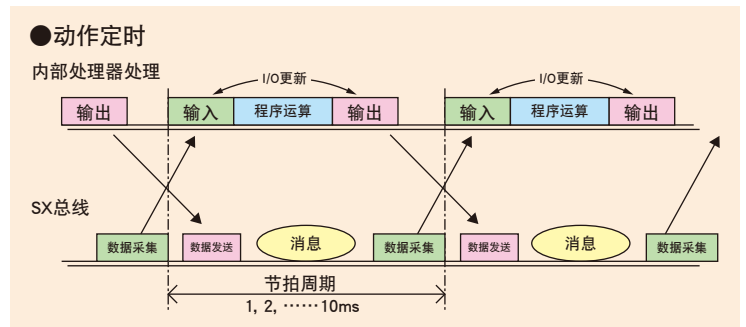 ●动作定时
内部处理器处理
I/O更新 I/O更新
输出 输入 程序运算 输出 输入 程序运算 输出
SX总线
数据采集 数据发送 消息 数据采集 数据发送 消息 数据采集
节拍周期
1, 2, ……10ms